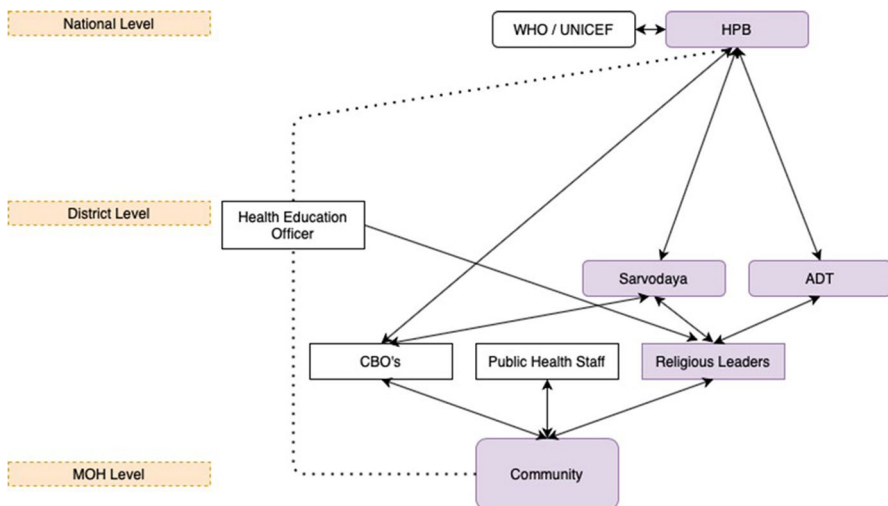 National Level
WHO / UNICEF
HPB
District Level
Health Education
Officer
Sarvodaya
ADT
CBO's
Public Health Staff
Religious Leaders
MOH Level
Community